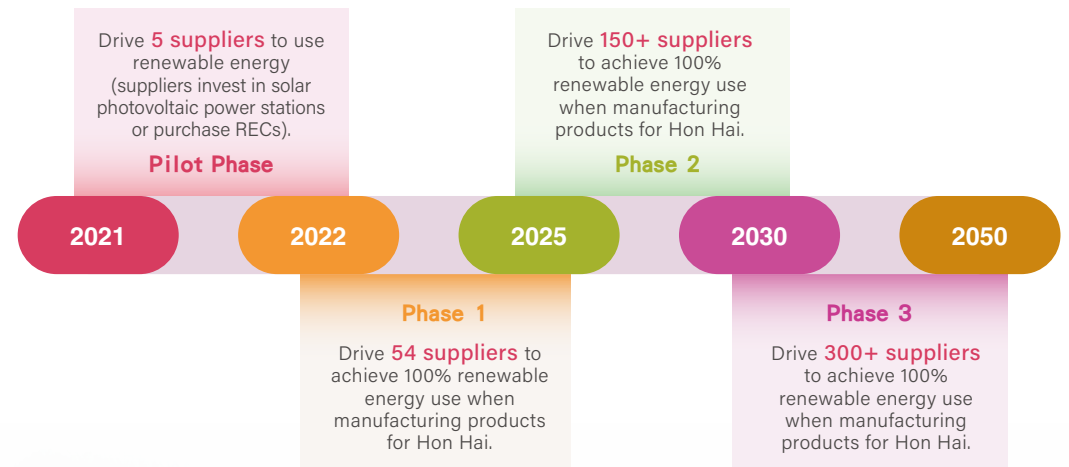 Drive 5 suppliers to use
renewable energy
(suppliers invest in solar
photovoltaic power stations
or purchase RECs).
Pilot Phase
Drive 150+ suppliers
to achieve 100%
renewable energy use
when manufacturing
products for Hon Hai.
Phase 2
2021
2022
2025
2030
2050
Phase 1
Drive 54 suppliers to
achieve 100% renewable
energy use when
manufacturing products
for Hon Hai.
Phase 3
Drive 300+ suppliers
to achieve 100%
renewable energy use
when manufacturing
products for Hon Hai.